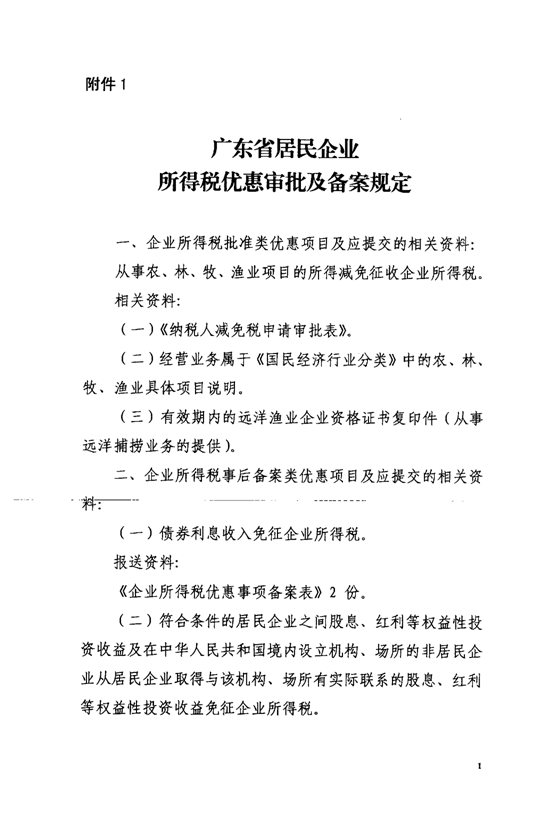 附件1
广东省居民企业
所得税优惠审批及备案规定
一、企业所得税批准类优惠项目及应提交的相关资料：
从事农、林、牧、渔业项目的所得减免征收企业所得税。
相关资料：
（一）《纳税人减免税申请审批表》。
（二）经营业务属于《国民经济行业分类》中的农、林、
牧、渔业具体项目说明。
（三）有效期内的远洋渔业企业资格证书复印件（从事
远洋捕捞业务的提供）。
二、企业所得税事后备案类优惠项目及应提交的相关资
料：
（一）债券利息收入免征企业所得税。
报送资料：
《企业所得税优惠事项备案表》2 份。
（二）符合条件的居民企业之间股息、红利等权益性投
资收益及在中华人民共和国境内设立机构、场所的非居民企
业从居民企业取得与该机构、场所有实际联系的股息、红利
等权益性投资收益免征企业所得税。
1